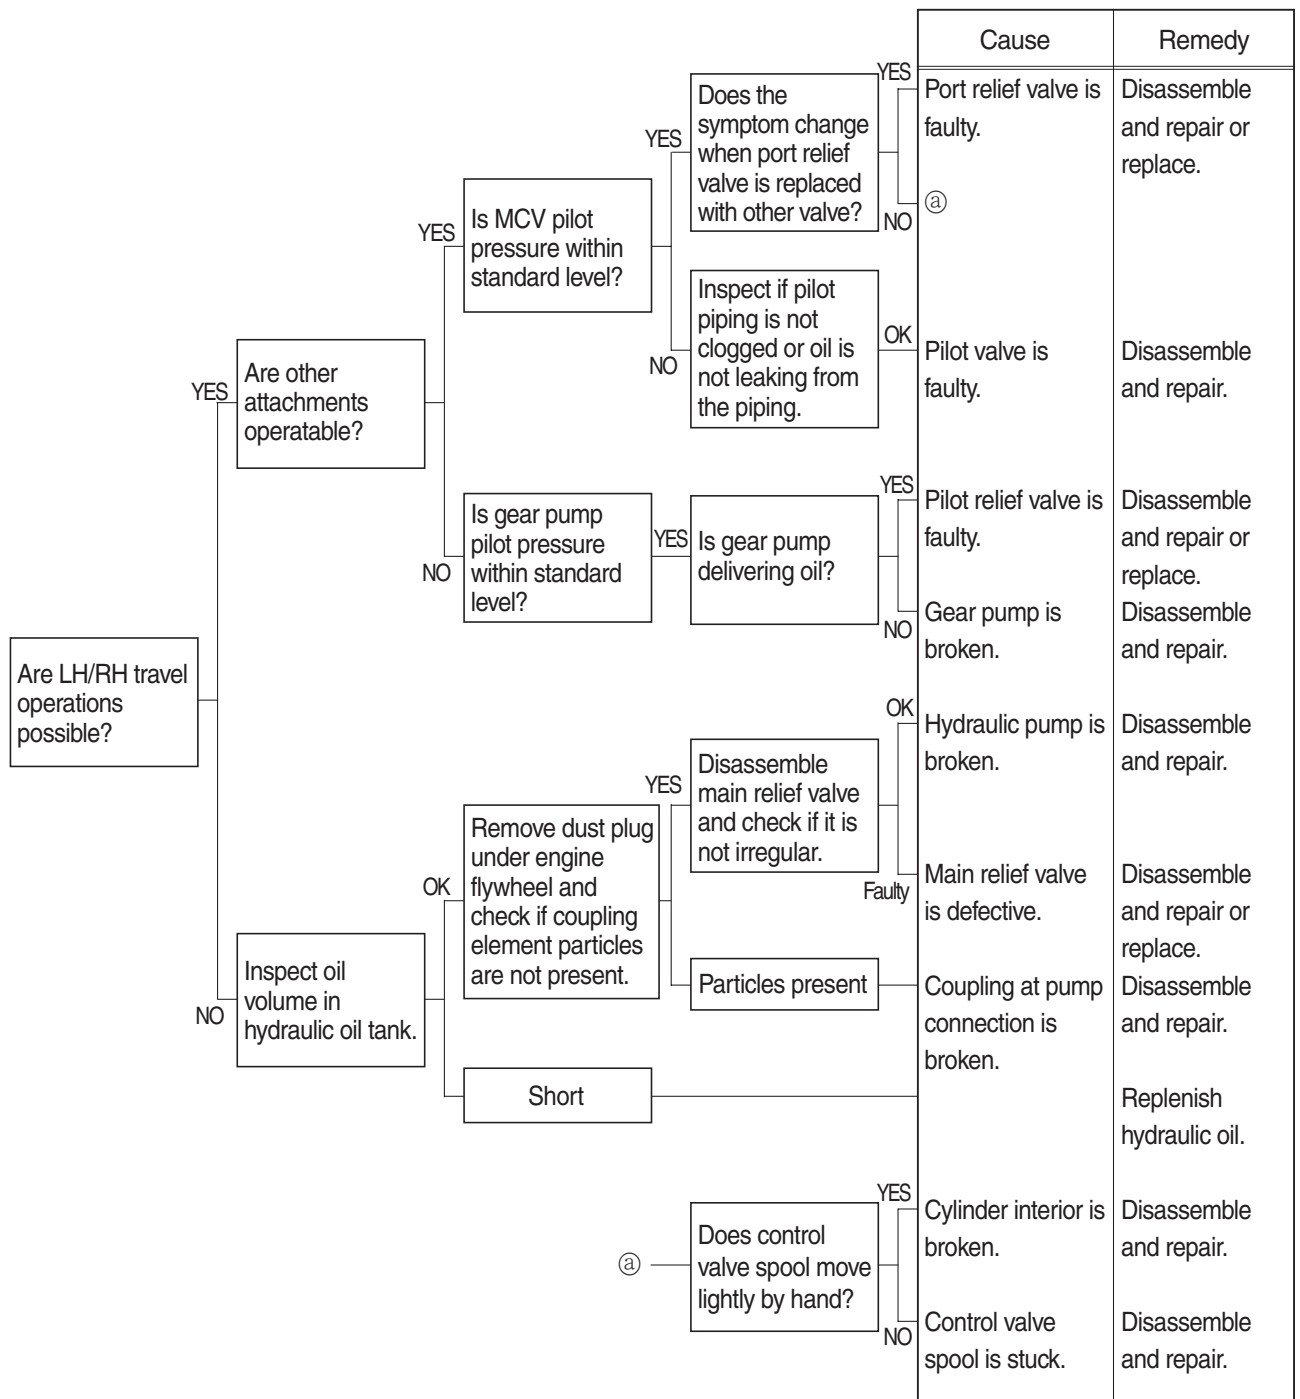 Cause
Remedy
YES
Does the
symptom change
when port relief
valve is replaced
with other valve?
Port relief valve is
faulty.
Disassemble
and repair or
replace.
YES
NO
ⓐ
Is MCV pilot
pressure within
standard level?
YES
Inspect if pilot
piping is not
clogged or oil is
not leaking from
the piping.
OK
NO
Pilot valve is
faulty.
Disassemble
and repair.
Are other
attachments
operatable?
YES
YES
Pilot relief valve is
faulty.
Disassemble
and repair or
replace.
Is gear pump
pilot pressure
within standard
level?
YES
Is gear pump
delivering oil?
NO
NO
Gear pump is
broken.
Disassemble
and repair.
Are LH/RH travel
operations
possible?
OK
Hydraulic pump is
broken.
Disassemble
and repair.
YES
Disassemble
main relief valve
and check if it is
not irregular.
Remove dust plug
under engine
flywheel and
check if coupling
element particles
are not present.
OK
Faulty
Main relief valve
is defective.
Disassemble
and repair or
replace.
Inspect oil
volume in
hydraulic oil tank.
NO
Particles present
Coupling at pump
connection is
broken.
Disassemble
and repair.
Short
Replenish
hydraulic oil.
YES
Cylinder interior is
broken.
Disassemble
and repair.
ⓐ
Does control
valve spool move
lightly by hand?
NO
Control valve
spool is stuck.
Disassemble
and repair.